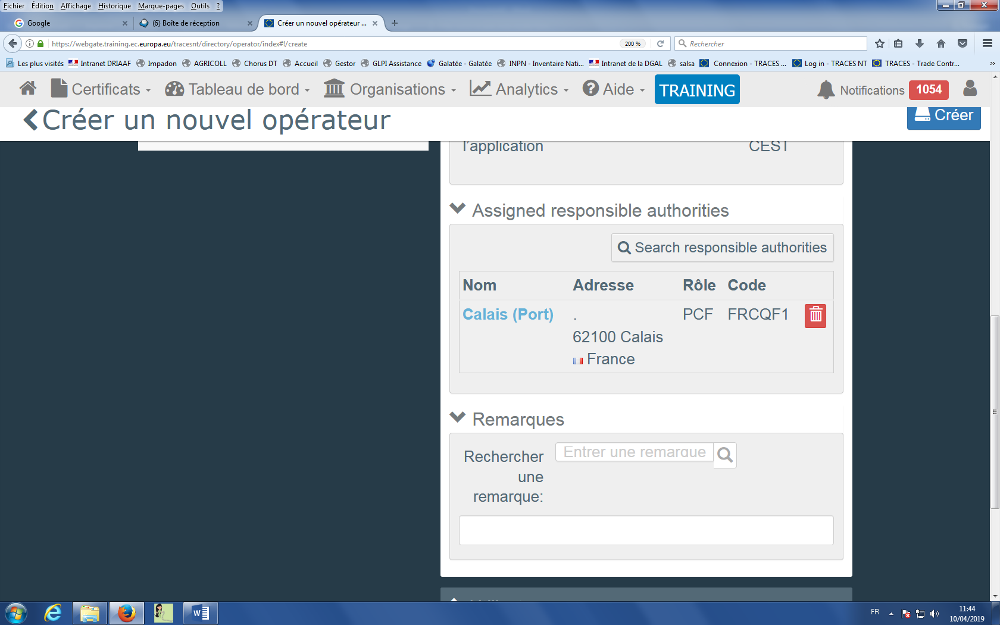 Fichier Édition Affichage Historique Marque-pages Outils ?
Google
(6) Boîte de réception
Créer un nouvel opérateur ...
https://webgate.training.ec.europa.eu/tracesnt/directory/operator/index#!/create
200 %
Rechercher
Les plus visités Intranet DRIAAF Impadon AGRICOLL Chorus DT Accueil Gestor GLPI Assistance Galatée - Galatée INPN - Inventaire Nati... Intranet de la DGAL salsa Connexion - TRACES ... Log in - TRACES NT TRACES - Trade Contr... »
Certificats Tableau de bord Organisations Analytics Aide TRAINING Notifications 1054
Créer un nouvel opérateur
Créer
l'application CEST
Assigned responsible authorities
Search responsible authorities
Nom Adresse Rôle Code
Calais (Port) . PCF FRCQF1
62100 Calais
France
Remarques
Rechercher
une
remarque:
Entrer une remarque
FR
11:44
10/04/2019